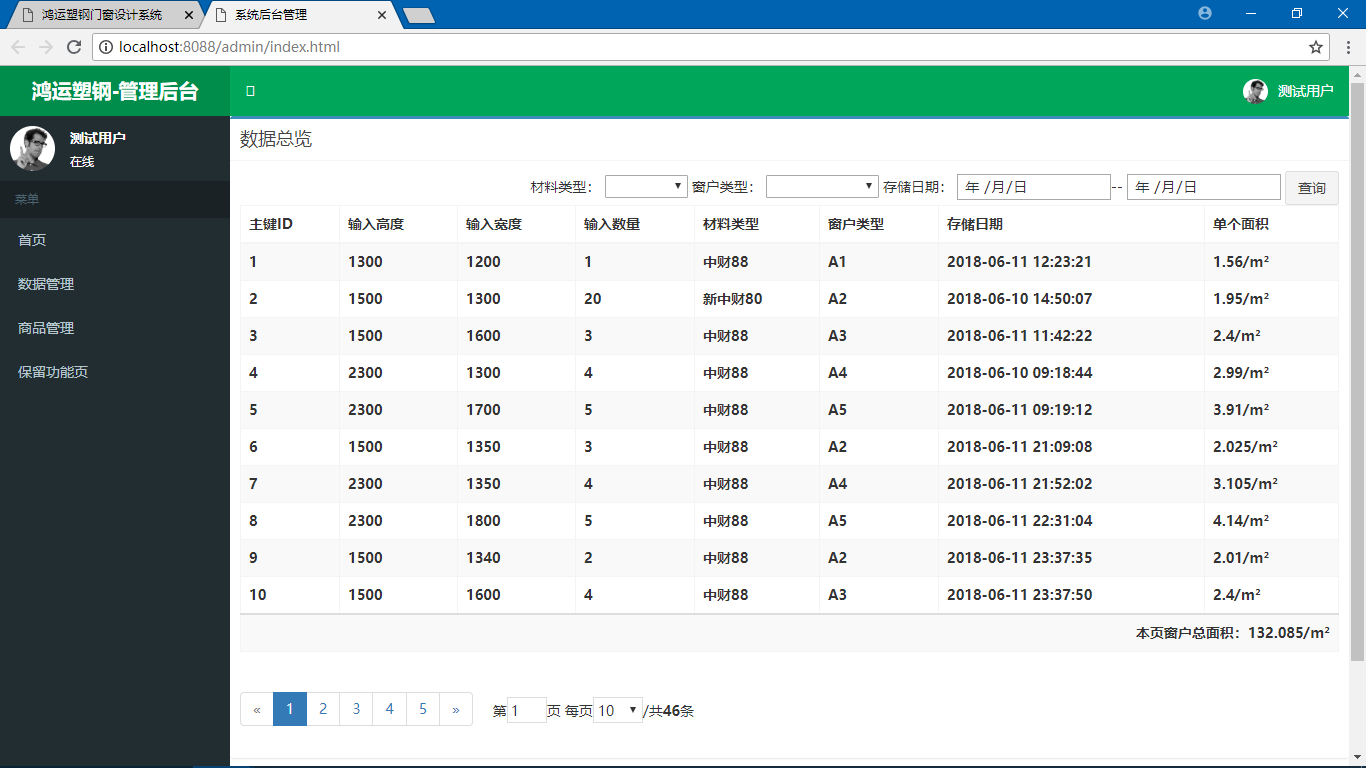 鸿运塑钢门窗设计系统 系统后台管理
localhost:8088/admin/index.html
鸿运塑钢-管理后台 测试用户
测试用户
在线
菜单
首页
数据管理
商品管理
保留功能页
数据总览
材料类型： 窗户类型： 存储日期： 年 /月/日 -- 年 /月/日 查询
主键ID 输入高度 输入宽度 输入数量 材料类型 窗户类型 存储日期 单个面积
1 1300 1200 1 中财88 A1 2018-06-11 12:23:21 1.56/m²
2 1500 1300 20 新中财80 A2 2018-06-10 14:50:07 1.95/m²
3 1500 1600 3 中财88 A3 2018-06-11 11:42:22 2.4/m²
4 2300 1300 4 中财88 A4 2018-06-10 09:18:44 2.99/m²
5 2300 1700 5 中财88 A5 2018-06-11 09:19:12 3.91/m²
6 1500 1350 3 中财88 A2 2018-06-11 21:09:08 2.025/m²
7 2300 1350 4 中财88 A4 2018-06-11 21:52:02 3.105/m²
8 2300 1800 5 中财88 A5 2018-06-11 22:31:04 4.14/m²
9 1500 1340 2 中财88 A2 2018-06-11 23:37:35 2.01/m²
10 1500 1600 4 中财88 A3 2018-06-11 23:37:50 2.4/m²
本页窗户总面积：132.085/m²
« 1 2 3 4 5 » 第 1 页 每页 10 /共46条